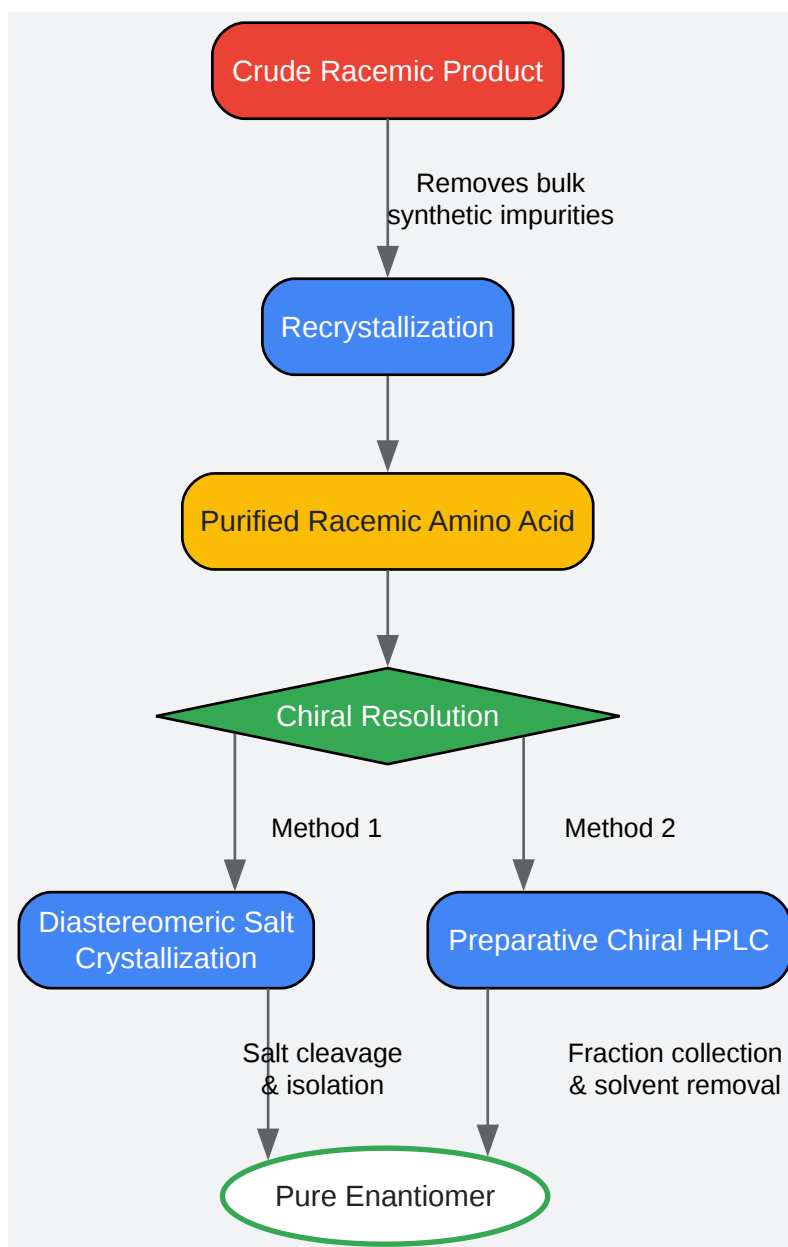 Crude Racemic Product
Removes bulk
synthetic impurities
Recrystallization
Purified Racemic Amino Acid
Chiral Resolution
Method 1
Method 2
Diastereomeric Salt
Crystallization
Preparative Chiral HPLC
Salt cleavage
& isolation
Fraction collection
& solvent removal
Pure Enantiomer